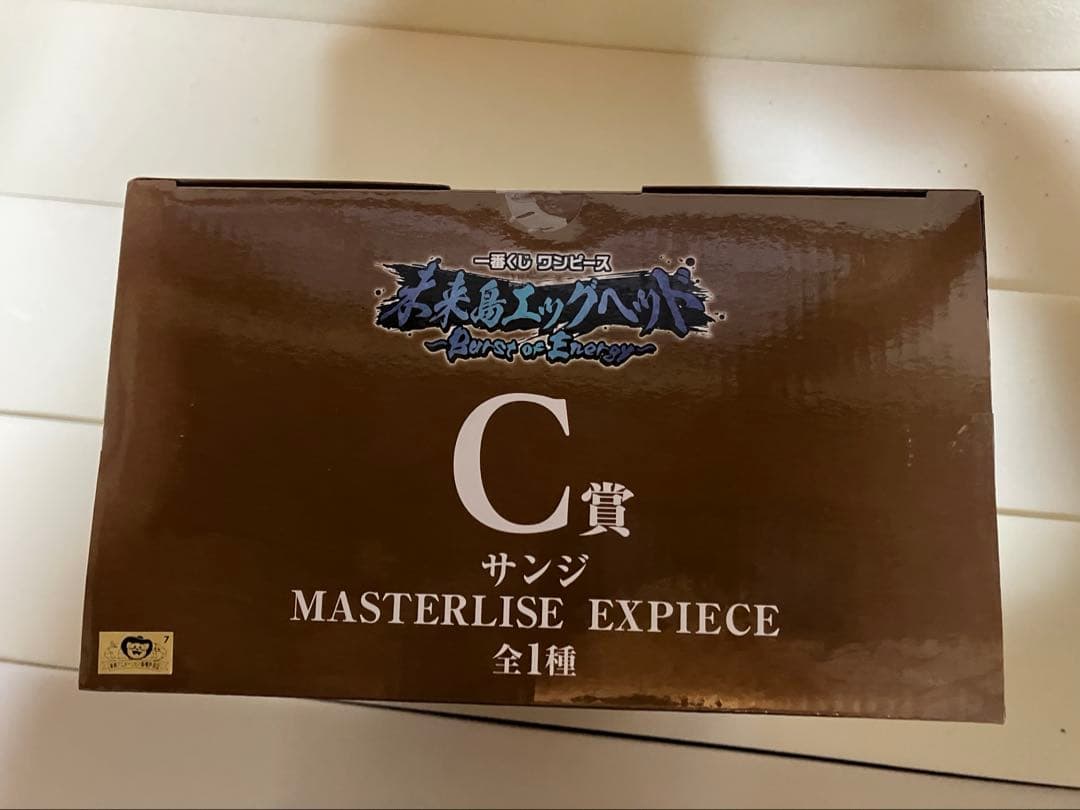 一番くじ ワンピース
未来島エッグヘッド
~Burst of Energy~
C賞
サンジ
MASTERLISE EXPIECE
全1種
7